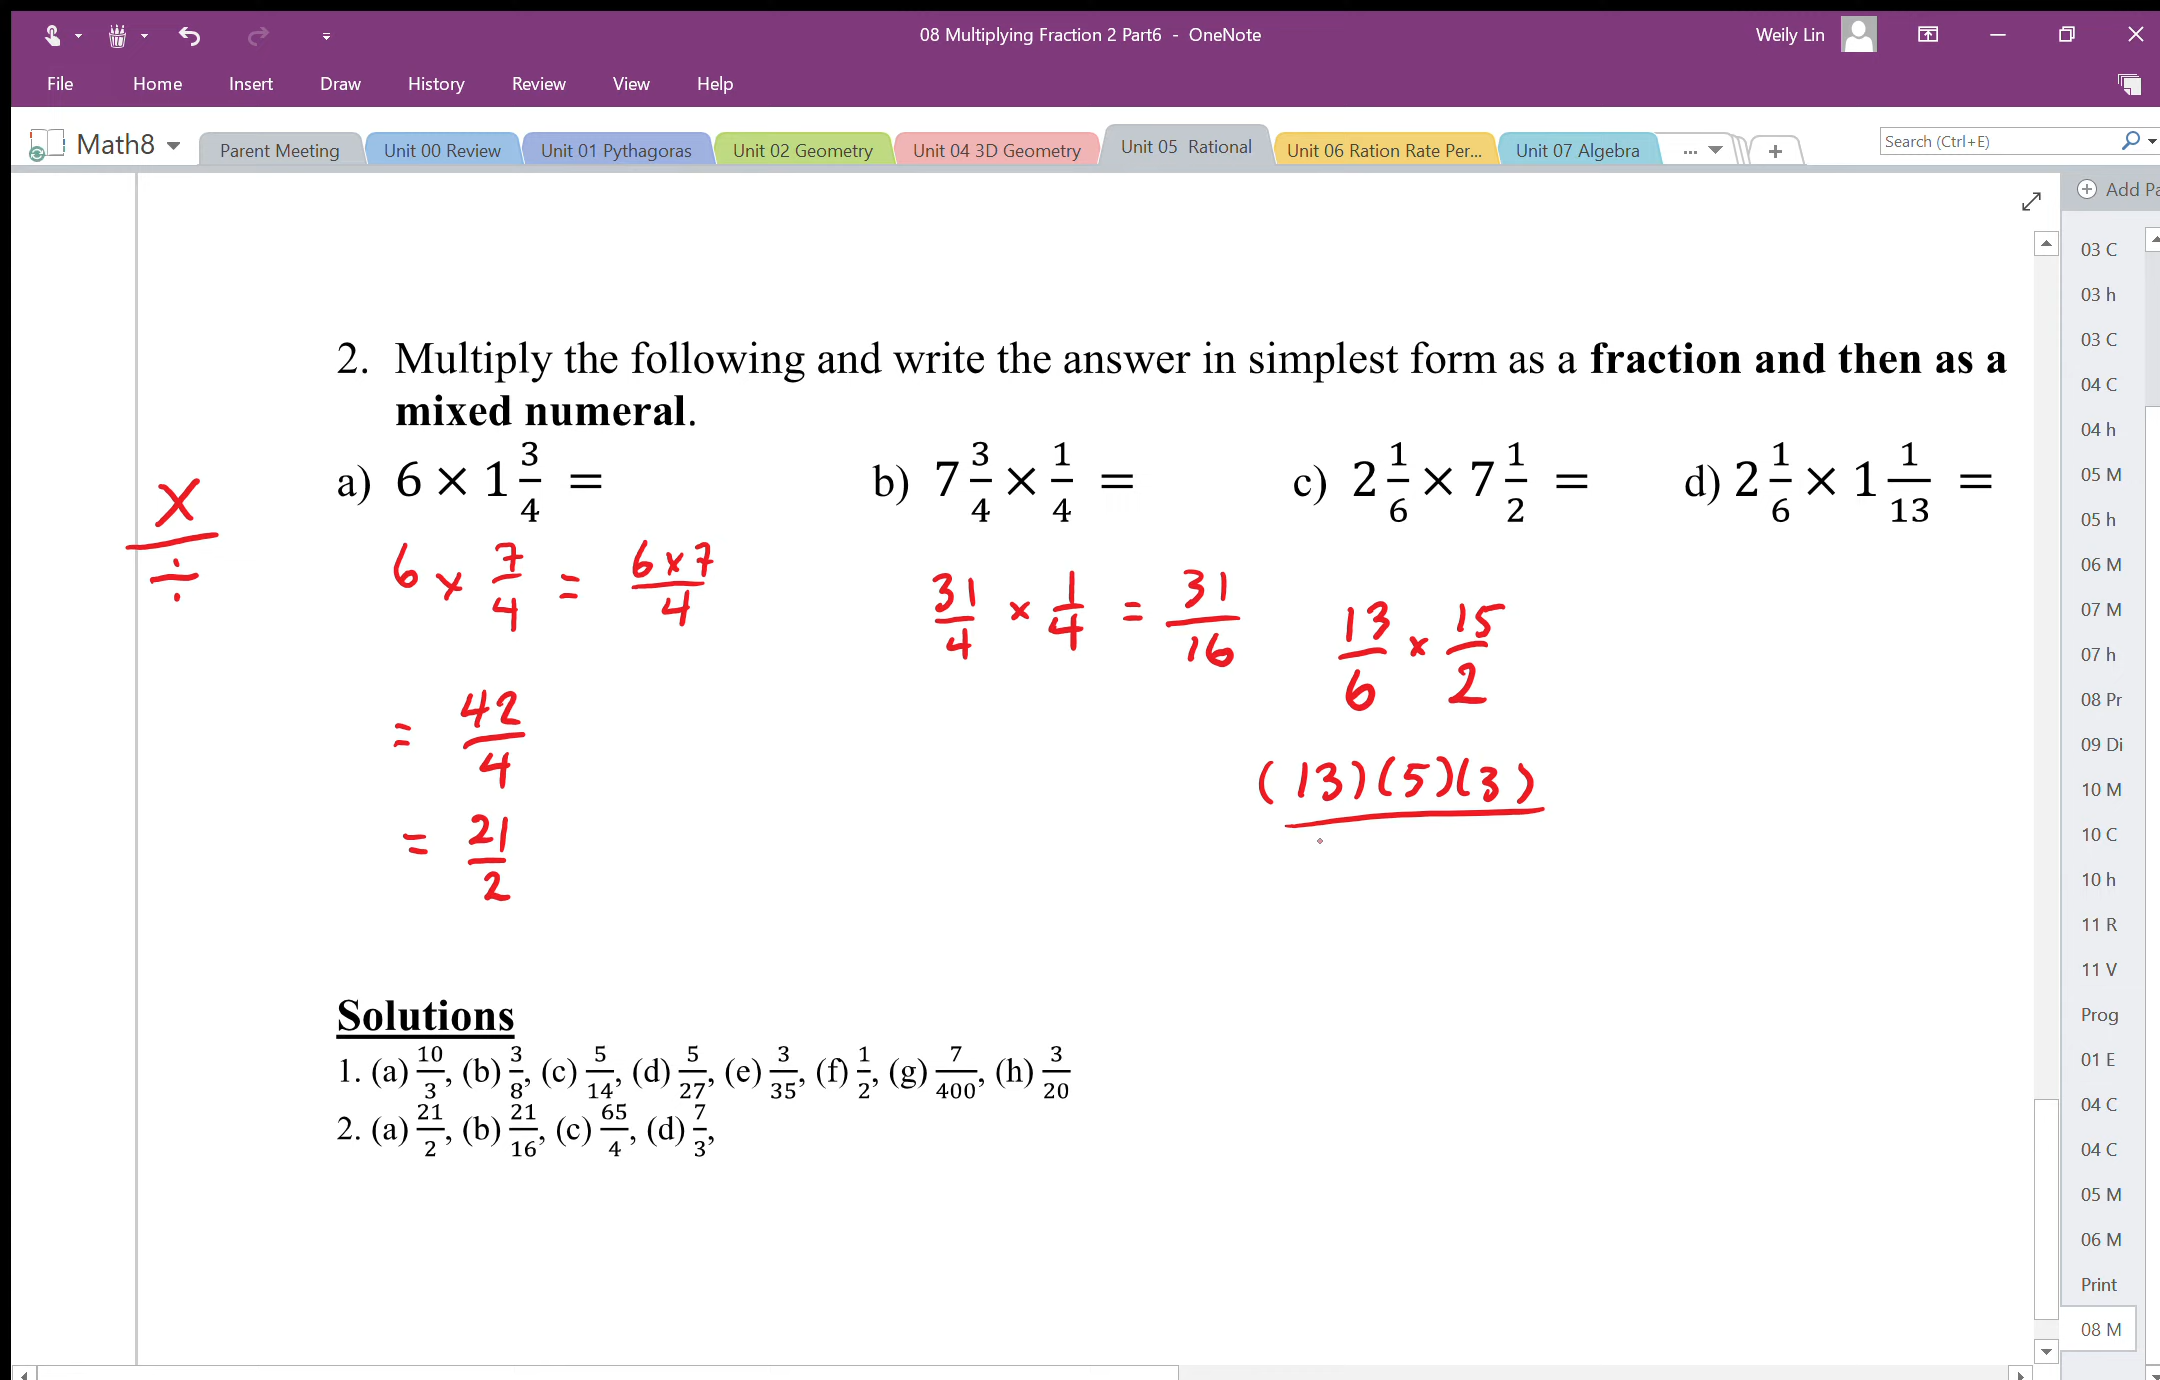 08 Multiplying Fraction 2 Part6 - OneNote
Weily Lin
File Home Insert Draw History Review View Help
Math8
Parent Meeting
Unit 00 Review
Unit 01 Pythagoras
Unit 02 Geometry
Unit 04 3D Geometry
Unit 05 Rational
Unit 06 Ration Rate Per...
Unit 07 Algebra
...
+
Search (Ctrl+E)
2. Multiply the following and write the answer in simplest form as a fraction and then as a
mixed numeral.
a) 6 × 1 3/4 =
b) 7 3/4 × 1/4 =
c) 2 1/6 × 7 1/2 =
d) 2 1/6 × 1 1/13 =
x
÷
6 x 7/4 = 6x7/4
= 42/4
= 21/2
31/4 x 1/4 = 31/16
13/6 x 15/2
(13)(5)(3)
Solutions
1. (a) 10/3, (b) 3/8, (c) 5/14, (d) 5/27, (e) 3/35, (f) 1/2, (g) 7/400, (h) 3/20
2. (a) 21/2, (b) 21/16, (c) 65/4, (d) 7/3,
Add Pa
03 C
03 h
03 C
04 C
04 h
05 M
05 h
06 M
07 M
07 h
08 Pr
09 Di
10 M
10 C
10 h
11 R
11 V
Prog
01 E
04 C
04 C
05 M
06 M
Print
08 M